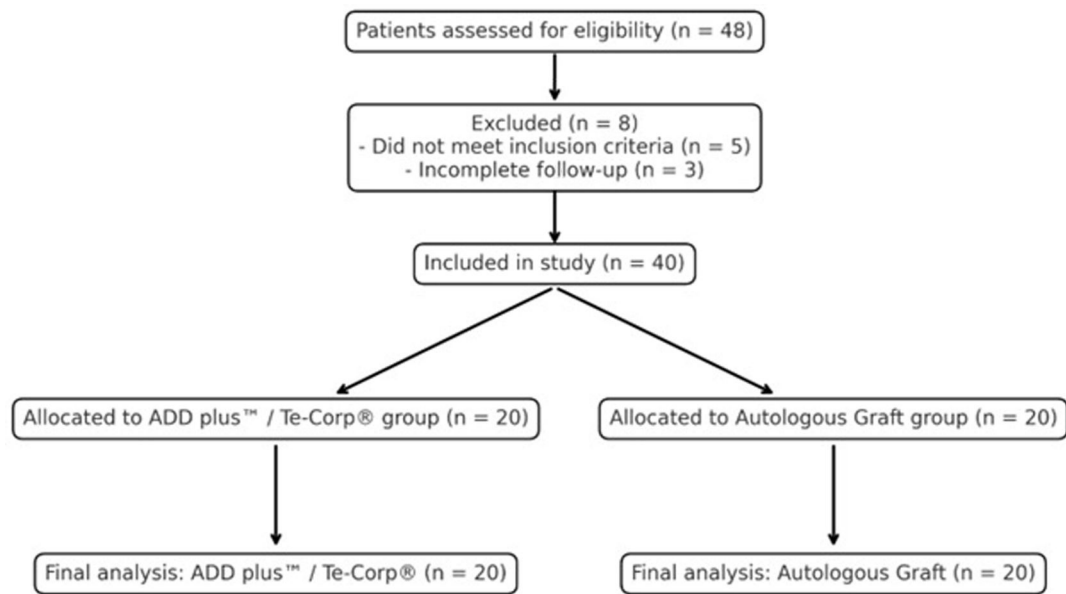 Patients assessed for eligibility (n = 48)
Excluded (n = 8)
- Did not meet inclusion criteria (n = 5)
- Incomplete follow-up (n = 3)
Included in study (n = 40)
Allocated to ADD plus™ / Te-Corp® group (n = 20)
Allocated to Autologous Graft group (n = 20)
Final analysis: ADD plus™ / Te-Corp® (n = 20)
Final analysis: Autologous Graft (n = 20)